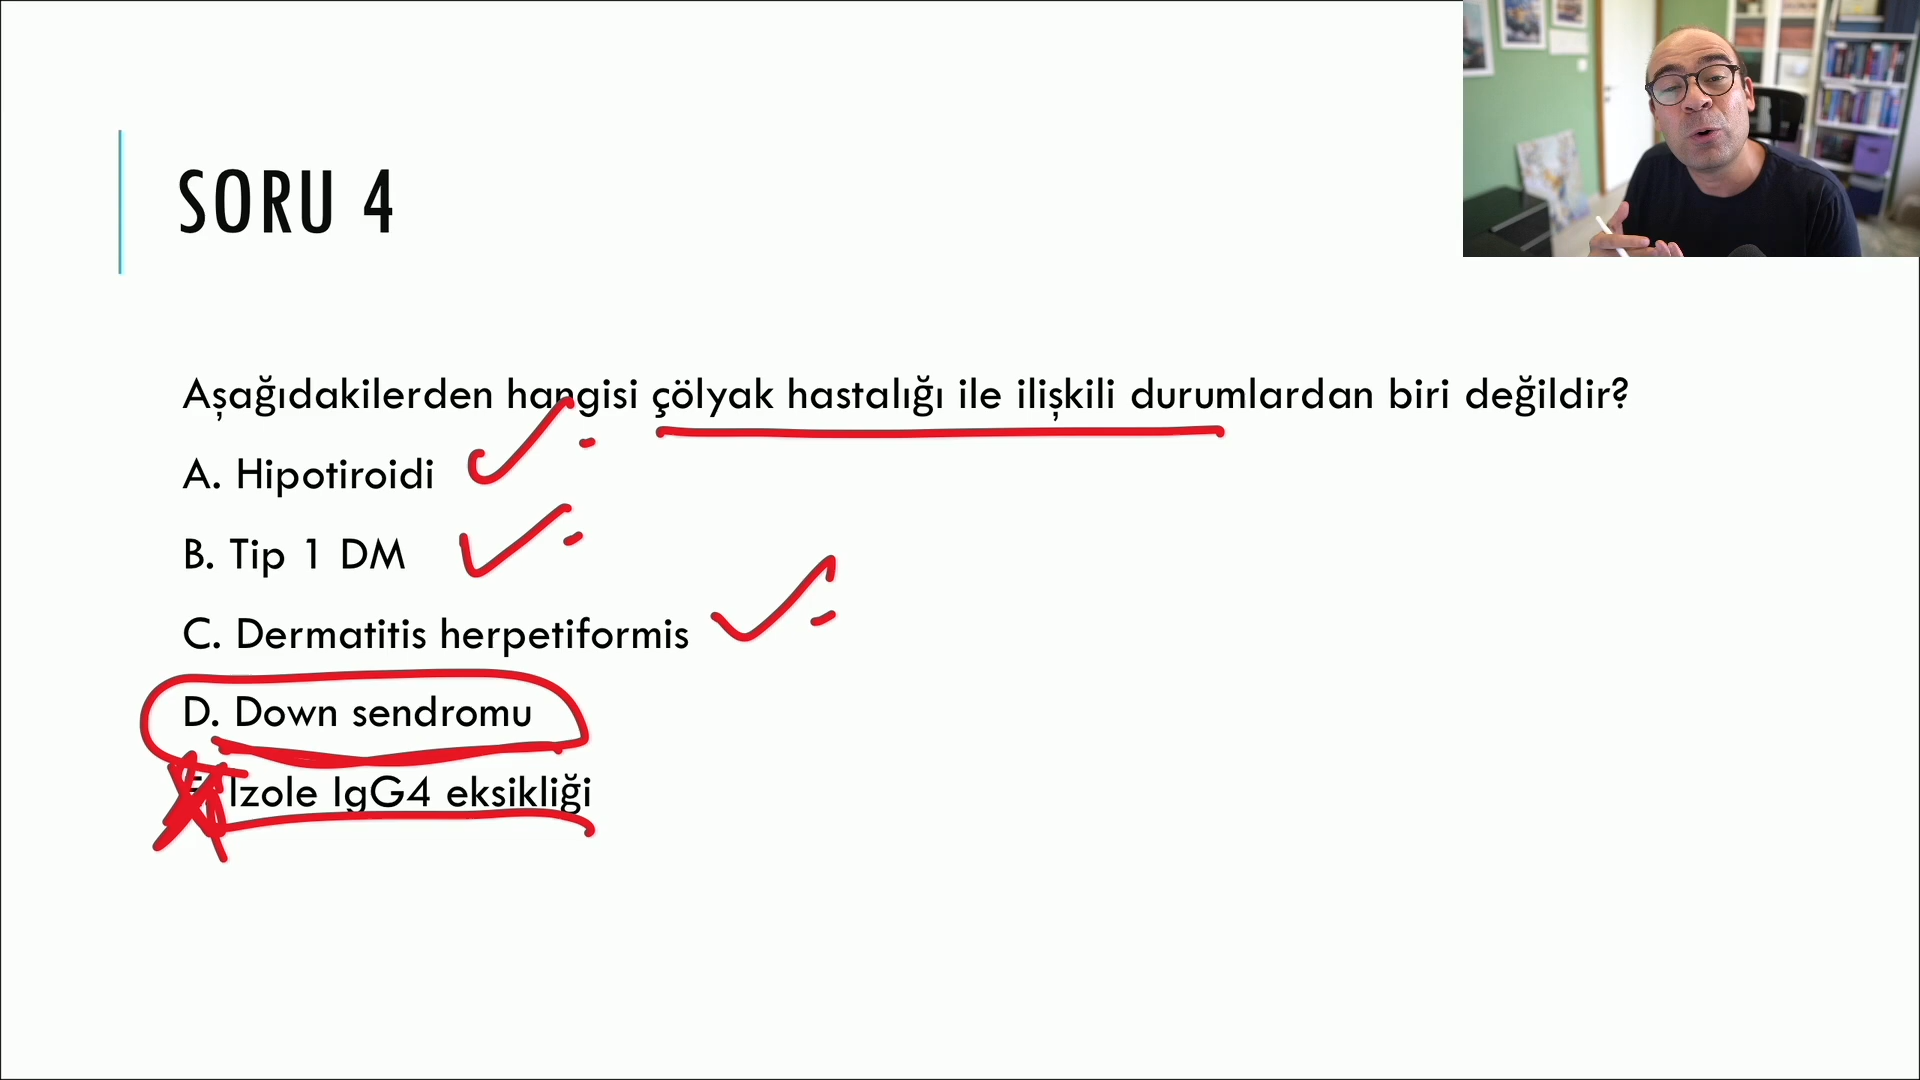 SORU 4
Aşağıdakilerden hangisi çölyak hastalığı ile ilişkili durumlardan biri değildir?
A. Hipotiroidi
B. Tip 1 DM
C. Dermatitis herpetiformis
D. Down sendromu
İzole IgG4 eksikliği